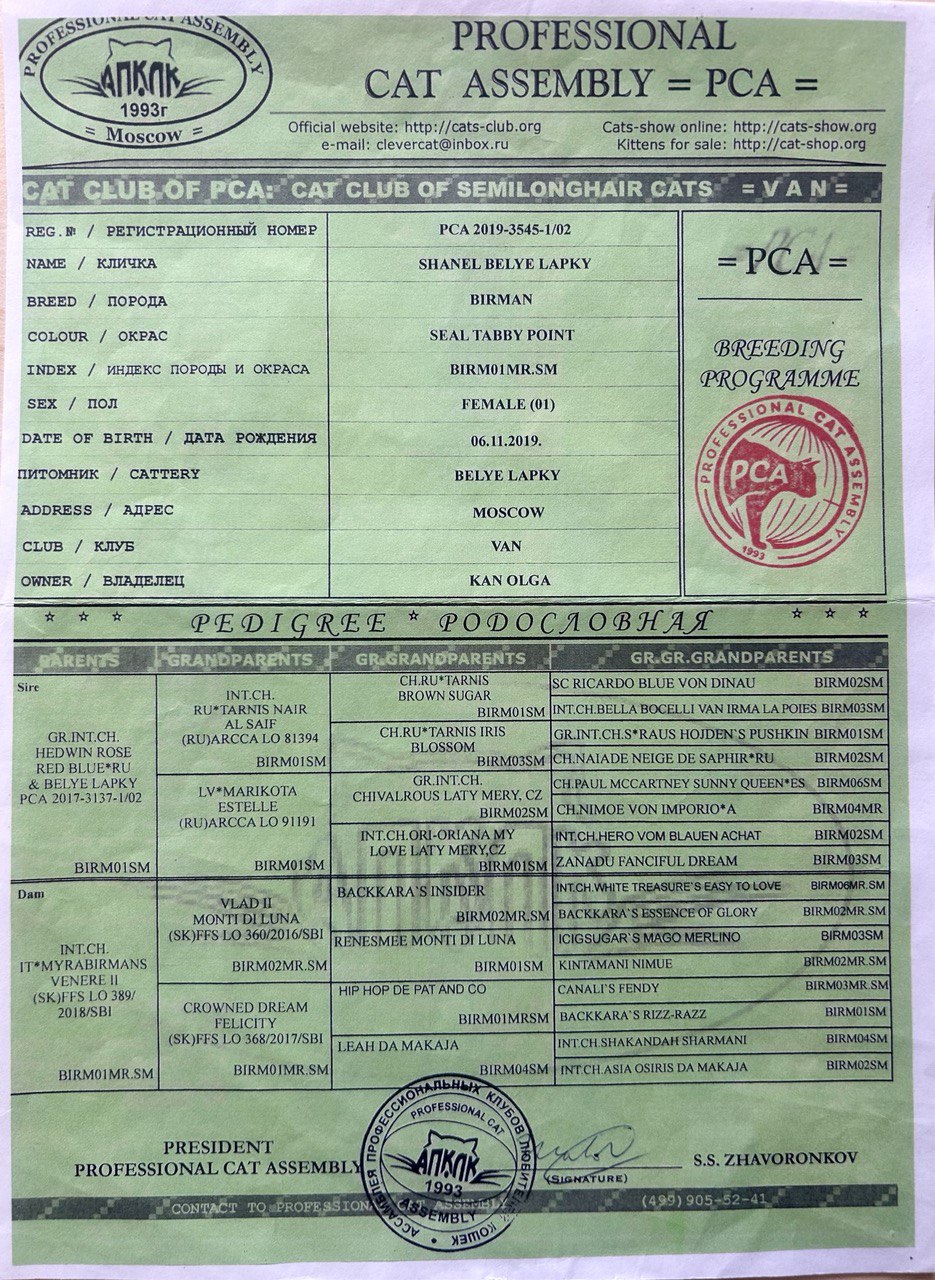 PROFESSIONAL CAT ASSEMBLY
АПКЛК
1993г
= Moscow =
PROFESSIONAL
CAT ASSEMBLY = PCA =
Official website: http://cats-club.org
Cats-show online: http://cats-show.org
e-mail: clevercat@inbox.ru
Kittens for sale: http://cat-shop.org
CAT CLUB OF PCA: CAT CLUB OF SEMILONGHAIR CATS = V A N =
REG.№ / РЕГИСТРАЦИОННЫЙ НОМЕР PCA 2019-3545-1/02
NAME / КЛИЧКА SHANEL BELYE LAPKY
BREED / ПОРОДА BIRMAN
COLOUR / ОКРАС SEAL TABBY POINT
INDEX / ИНДЕКС ПОРОДЫ И ОКРАСА BIRM01MR.SM
SEX / ПОЛ FEMALE (01)
DATE OF BIRTH / ДАТА РОЖДЕНИЯ 06.11.2019.
ПИТОМНИК / CATTERY BELYE LAPKY
ADDRESS / АДРЕС MOSCOW
CLUB / КЛУБ VAN
OWNER / ВЛАДЕЛЕЦ KAN OLGA
= PCA =
BREEDING
PROGRAMME
PROFESSIONAL CAT ASSEMBLY
PCA
1993
PEDIGREE * РОДОСЛОВНАЯ
PARENTS GRANDPARENTS GR.GRANDPARENTS GR.GR.GRANDPARENTS
Sire
GR.INT.CH.
HEDWIN ROSE
RED BLUE*RU
& BELYE LAPKY
PCA 2017-3137-1/02
BIRM01SM
INT.CH.
RU*TARNIS NAIR
AL SAIF
(RU)ARCCA LO 81394
BIRM01SM
LV*MARIKOTA
ESTELLE
(RU)ARCCA LO 91191
BIRM01SM
CH.RU*TARNIS
BROWN SUGAR
BIRM01SM
CH.RU*TARNIS IRIS
BLOSSOM
BIRM03SM
GR.INT.CH.
CHIVALROUS LATY MERY, CZ
BIRM02SM
INT.CH.ORI-ORIANA MY
LOVE LATY MERY,CZ
BIRM01SM
SC RICARDO BLUE VON DINAU BIRM02SM
INT.CH.BELLA BOCELLI VAN IRMA LA POIES BIRM03SM
GR.INT.CH.S*RAUS HOJDEN`S PUSHKIN BIRM01SM
CH.NAIADE NEIGE DE SAPHIR*RU BIRM02SM
CH.PAUL MCCARTNEY SUNNY QUEEN*ES BIRM06SM
CH.NIMOE VON IMPORIO*A BIRM04MR
INT.CH.HERO VOM BLAUEN ACHAT BIRM02SM
ZANADU FANCIFUL DREAM BIRM03SM
Dam
INT.CH.
IT*MYRABIRMANS
VENERE II
(SK)FFS LO 389/
2018/SBI
BIRM01MR.SM
VLAD II
MONTI DI LUNA
(SK)FFS LO 360/2016/SBI
BIRM02MR.SM
CROWNED DREAM
FELICITY
(SK)FFS LO 368/2017/SBI
BIRM01MR.SM
BACKKARA`S INSIDER
BIRM02MR.SM
RENESMEE MONTI DI LUNA
BIRM01SM
HIP HOP DE PAT AND CO
BIRM01MRSM
LEAH DA MAKAJA
BIRM04SM
INT.CH.WHITE TREASURE`S EASY TO LOVE BIRM06MR.SM
BACKKARA`S ESSENCE OF GLORY BIRM02MR.SM
ICIGSUGAR`S MAGO MERLINO BIRM03SM
KINTAMANI NIMUE BIRM02MR.SM
CANALI`S FENDY BIRM03MR.SM
BACKKARA`S RIZZ-RAZZ BIRM01SM
INT.CH.SHAKANDAH SHARMANI BIRM04SM
INT.CH.ASIA OSIRIS DA MAKAJA BIRM02SM
PRESIDENT
PROFESSIONAL CAT ASSEMBLY
(SIGNATURE)
S.S. ZHAVORONKOV
АССАМБЛЕЯ ПРОФЕССИОНАЛЬНЫХ КЛУБОВ ЛЮБИТЕЛЕЙ КОШЕК
PROFESSIONAL CAT
АПКЛК
1993
ASSEMBLY
CONTACT TO PROFESSIONAL CAT ASSEMBLY (499)905-52-41